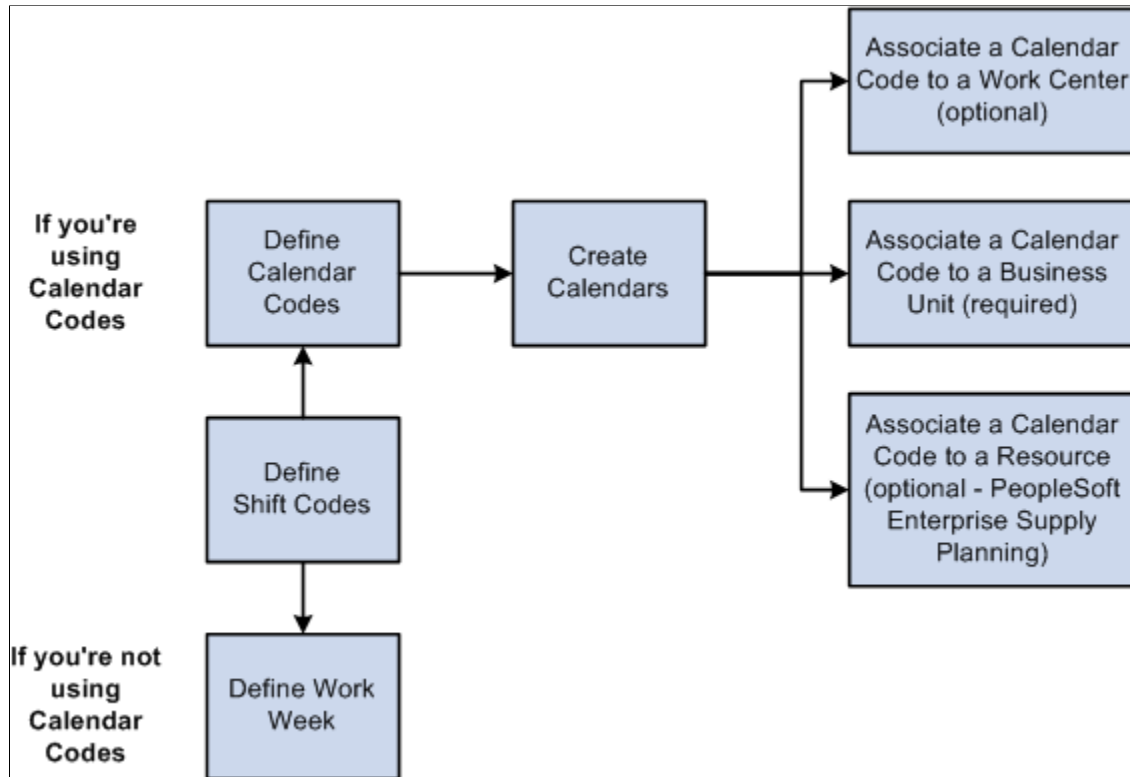 Associate a Calendar
Code to a Work Center
(optional)
If you're
using
Calendar
Codes
Define
Calendar
Codes
Create
Calendars
Associate a Calendar
Code to a Business
Unit (required)
Define
Shift Codes
Associate a Calendar
Code to a Resource
(optional - PeopleSoft
Enterprise Supply
Planning)
If you're not
using
Calendar
Codes
Define Work
Week